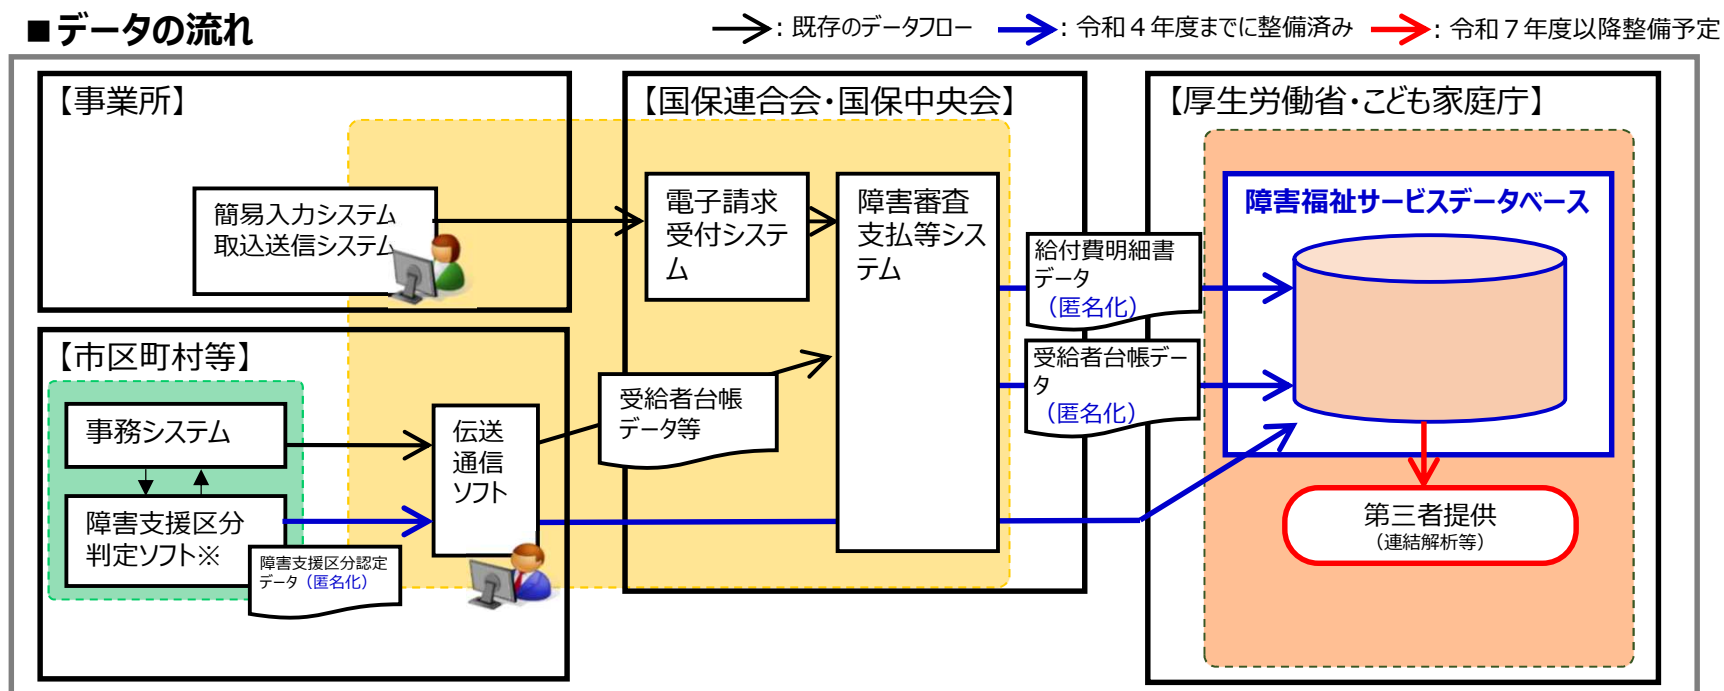 ■データの流れ
：既存のデータフロー
：令和４年度までに整備済み
：令和７年度以降整備予定
【事業所】
簡易入力システム
取込送信システム
【国保連合会・国保中央会】
電子請求
受付システ
ム
障害審査
支払等シス
テム
【厚生労働省・こども家庭庁】
障害福祉サービスデータベース
給付費明細書
データ
（匿名化）
受給者台帳デー
タ
（匿名化）
【市区町村等】
事務システム
障害支援区分
判定ソフト※
障害支援区分認定
データ（匿名化）
伝送
通信
ソフト
受給者台帳
データ等
第三者提供
（連結解析等）